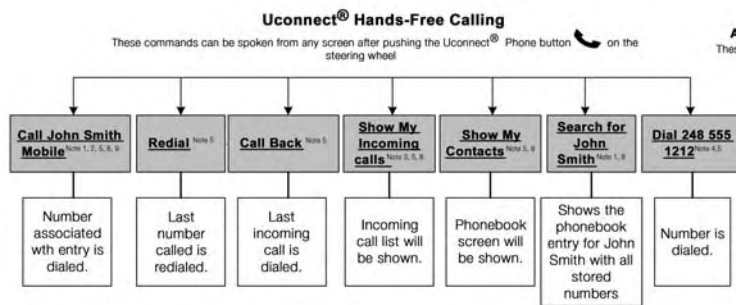 Uconnect® Hands-Free Calling
These commands can be spoken from any screen after pushing the Uconnect® Phone button on the
steering wheel
A
Thes
Call John Smith
Mobile Note 1, 2, 5, 8, 9
Redial Note 5
Call Back Note 5
Show My
Incoming
calls Note 3, 5, 8
Show My
Contacts Note 5, 8
Search for
John
Smith Note 1, 8
Dial 248 555
1212 Note 4,5
Number
associated
wth entry is
dialed.
Last
number
called is
redialed.
Last
incoming
call is
dialed.
Incoming
call list will
be shown.
Phonebook
screen will
be shown.
Shows the
phonebook
entry for John
Smith with all
stored
numbers
Number is
dialed.